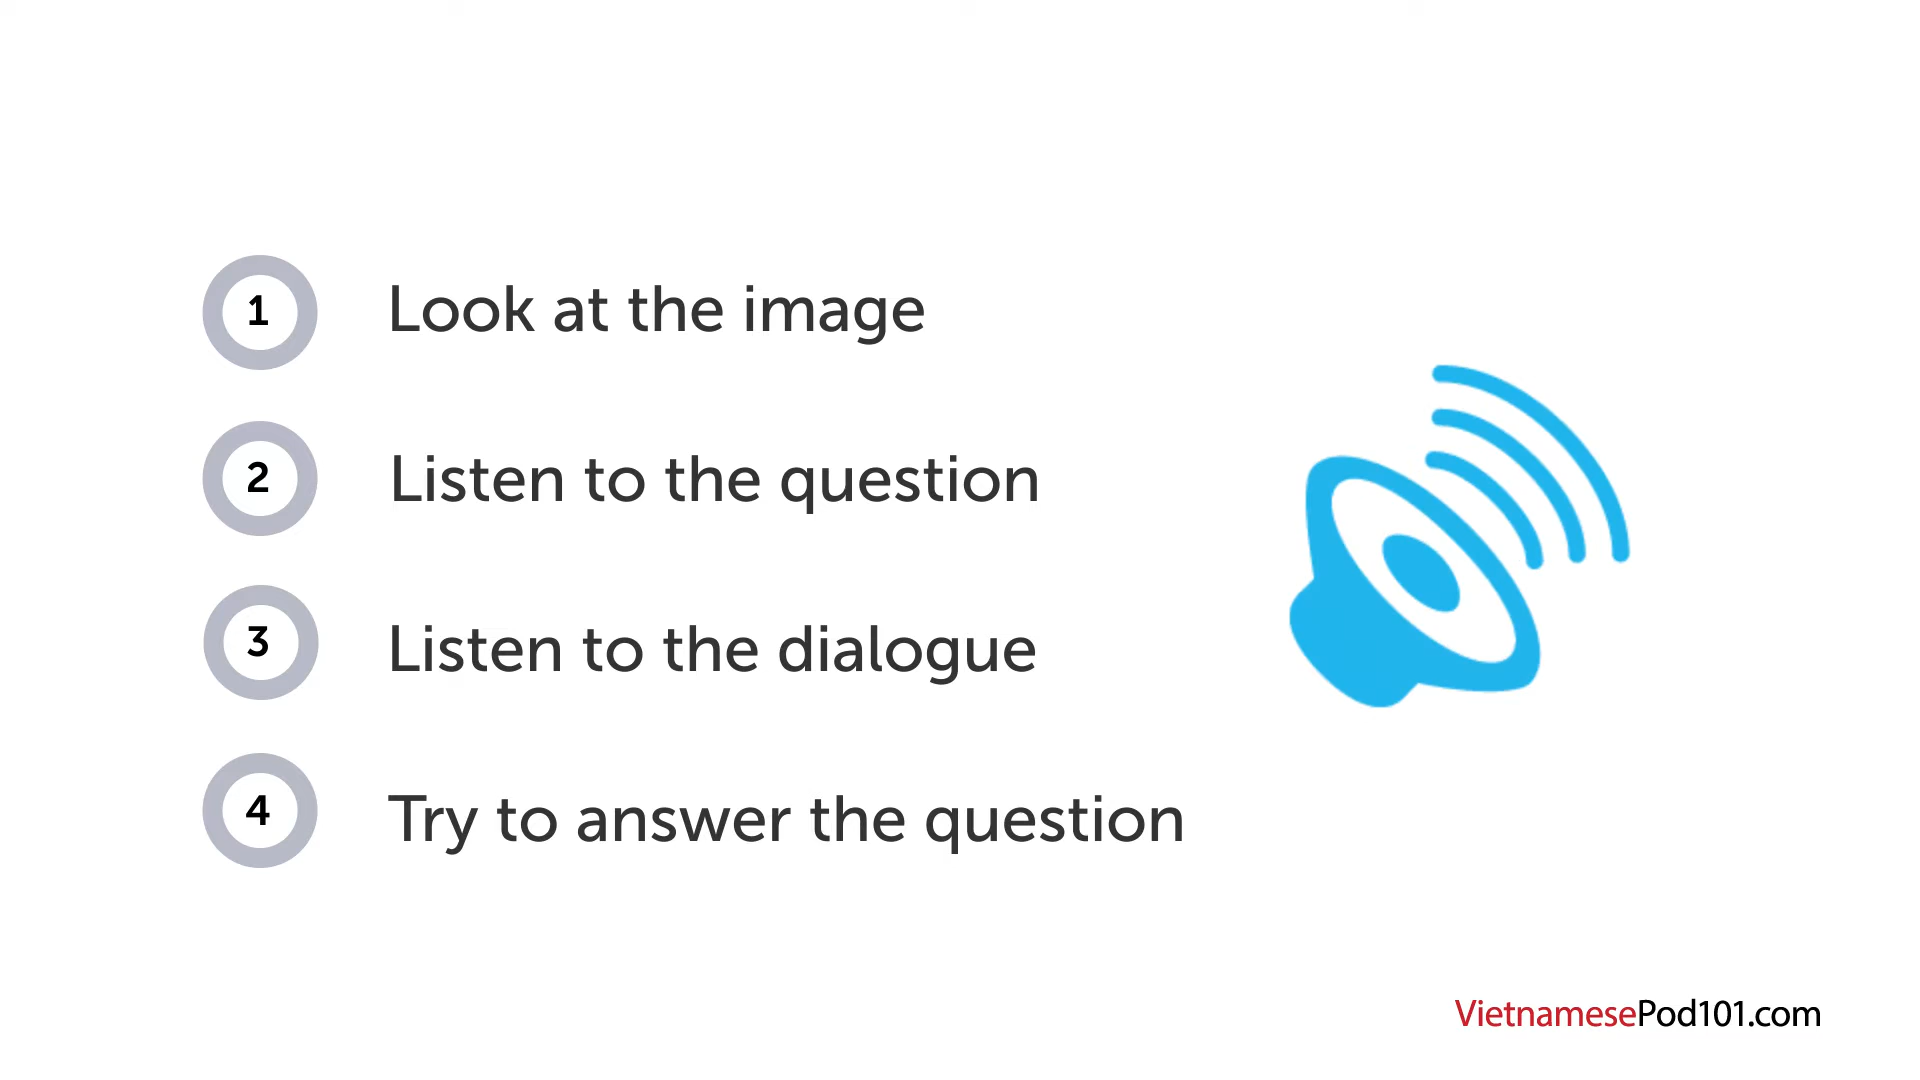 1 Look at the image
2 Listen to the question
3 Listen to the dialogue
4 Try to answer the question
VietnamesePod101.com